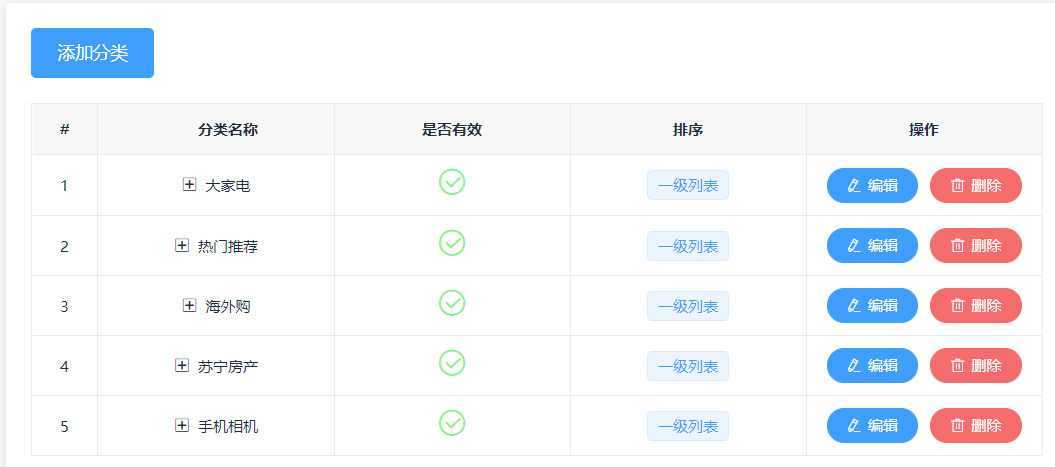 添加分类
# 分类名称 是否有效 排序 操作
1 大家电 一级列表 编辑 删除
2 热门推荐 一级列表 编辑 删除
3 海外购 一级列表 编辑 删除
4 苏宁房产 一级列表 编辑 删除
5 手机相机 一级列表 编辑 删除